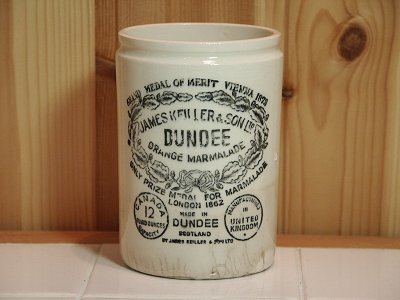 GRAND MEDAL OF MERIT VIENNA 1873
JAMES KEILLER & SON LTD
DUNDEE
ORANGE MARMALADE
ONLY PRIZE MEDAL FOR MARMALADE
LONDON 1862
CANADA
12
FLUID OUNCES
CAPACITY
MADE IN
DUNDEE
SCOTLAND
BY JAMES KEILLER & SON LTD
MANUFACTURED
IN
UNITED
KINGDOM